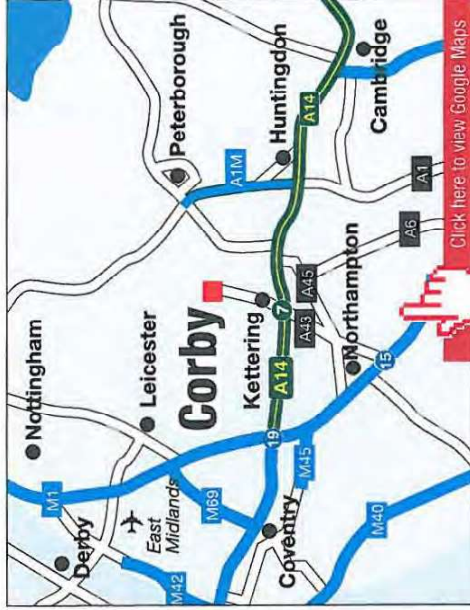 Nottingham
Derby
M1
East
Midlands
Leicester
Peterborough
M42
M69
Corby
A1M
Huntingdon
Kettering
Coventry
19
A14
7
A14
Cambridge
M45
A43
A45
Northampton
M40
15
A6
A1
Click here to view Google Maps